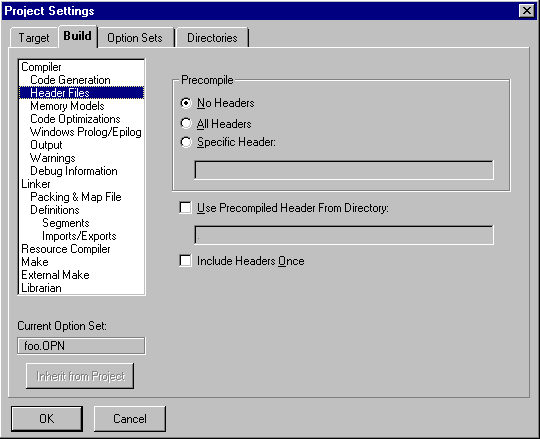 Project Settings
Target
Build
Option Sets
Directories
Compiler
Code Generation
Header Files
Memory Models
Code Optimizations
Windows Prolog/Epilog
Output
Warnings
Debug Information
Linker
Packing & Map File
Definitions
Segments
Imports/Exports
Resource Compiler
Make
External Make
Librarian
Current Option Set:
foo.OPN
Inherit from Project
Precompile
No Headers
All Headers
Specific Header:
Use Precompiled Header From Directory:
Include Headers Once
OK
Cancel